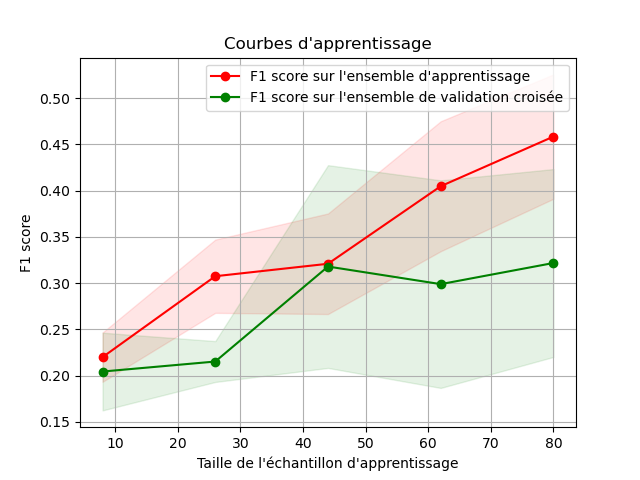 Courbes d'apprentissage
F1 score sur l'ensemble d'apprentissage
F1 score sur l'ensemble de validation croisée
0.50
0.45
0.40
0.35
0.30
0.25
0.20
0.15
F1 score
10 20 30 40 50 60 70 80
Taille de l'échantillon d'apprentissage